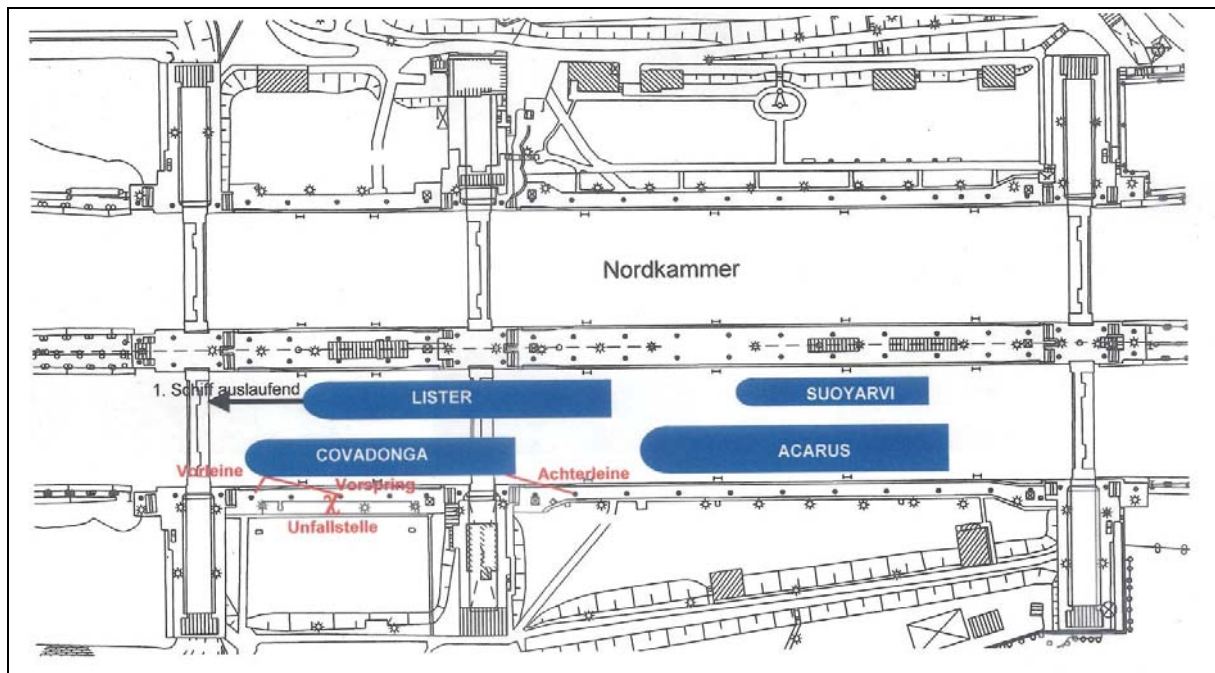 Nordkammer
1. Schiff auslaufend
LISTER
SUOYARVI
COVADONGA
ACARUS
Vorleine
Vorspring
Achterleine
Unfallstelle